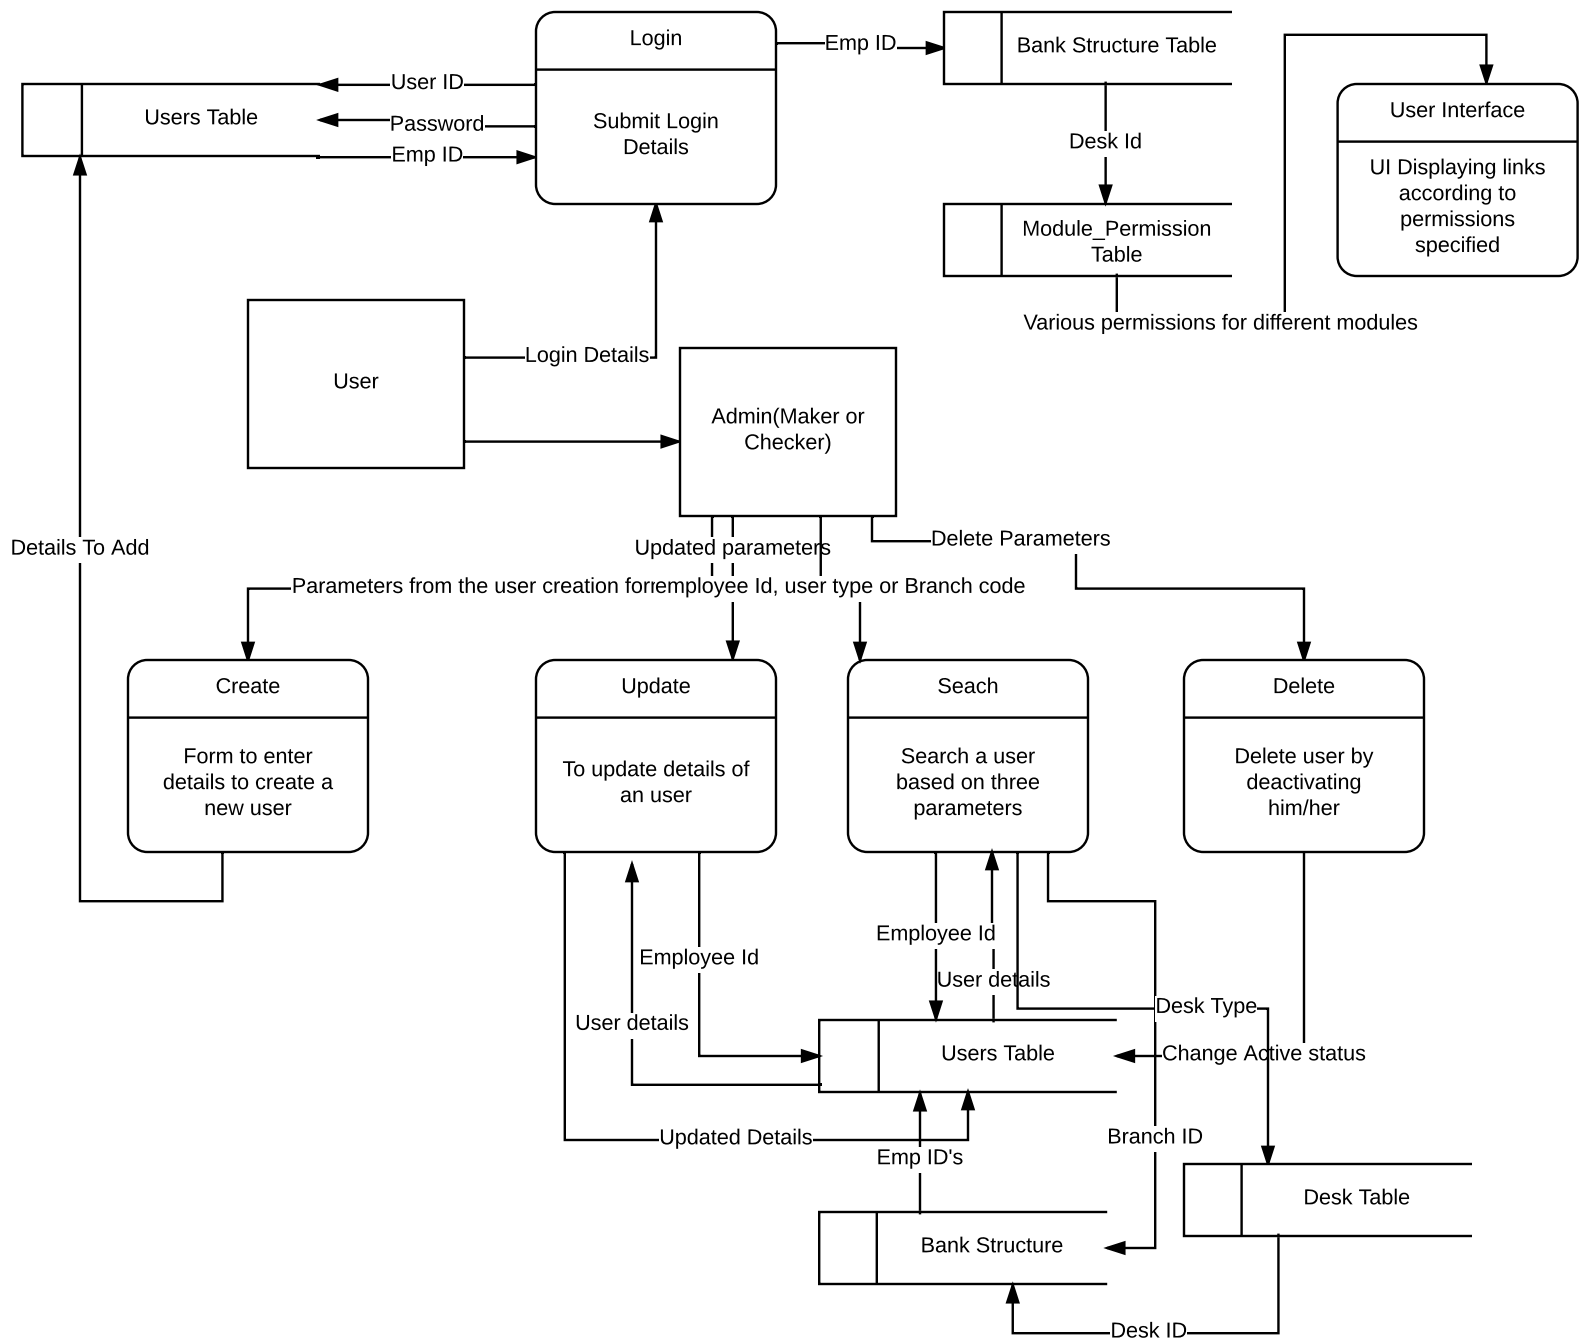 Login
Emp ID
Bank Structure Table
User ID
Users Table
Password
Submit Login
Details
Emp ID
User Interface
Desk Id
UI Displaying links
according to
permissions
specified
Module_Permission
Table
Various permissions for different modules
Login Details
User
Admin(Maker or
Checker)
Details To Add
Updated parameters
Delete Parameters
Parameters from the user creation for
employee Id, user type or Branch code
Create
Form to enter
details to create a
new user
Update
To update details of
an user
Seach
Search a user
based on three
parameters
Delete
Delete user by
deactivating
him/her
Employee Id
Employee Id
User details
User details
Desk Type
Users Table
Change Active status
Updated Details
Branch ID
Emp ID's
Desk Table
Bank Structure
Desk ID